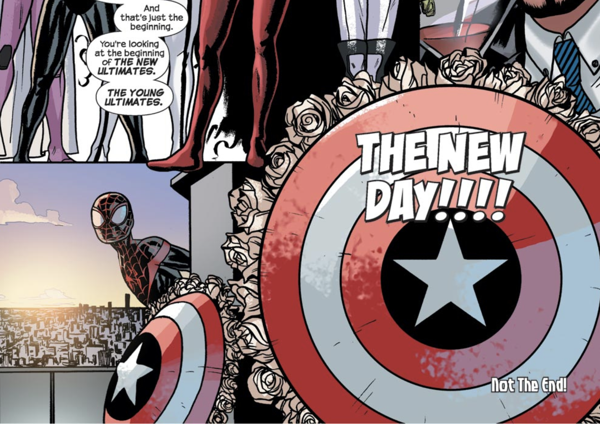 And
that's just the
beginning.
You're looking
at the beginning
of THE NEW
ULTIMATES.
THE YOUNG
ULTIMATES.
THE NEW
DAY!!!!
Not The End!